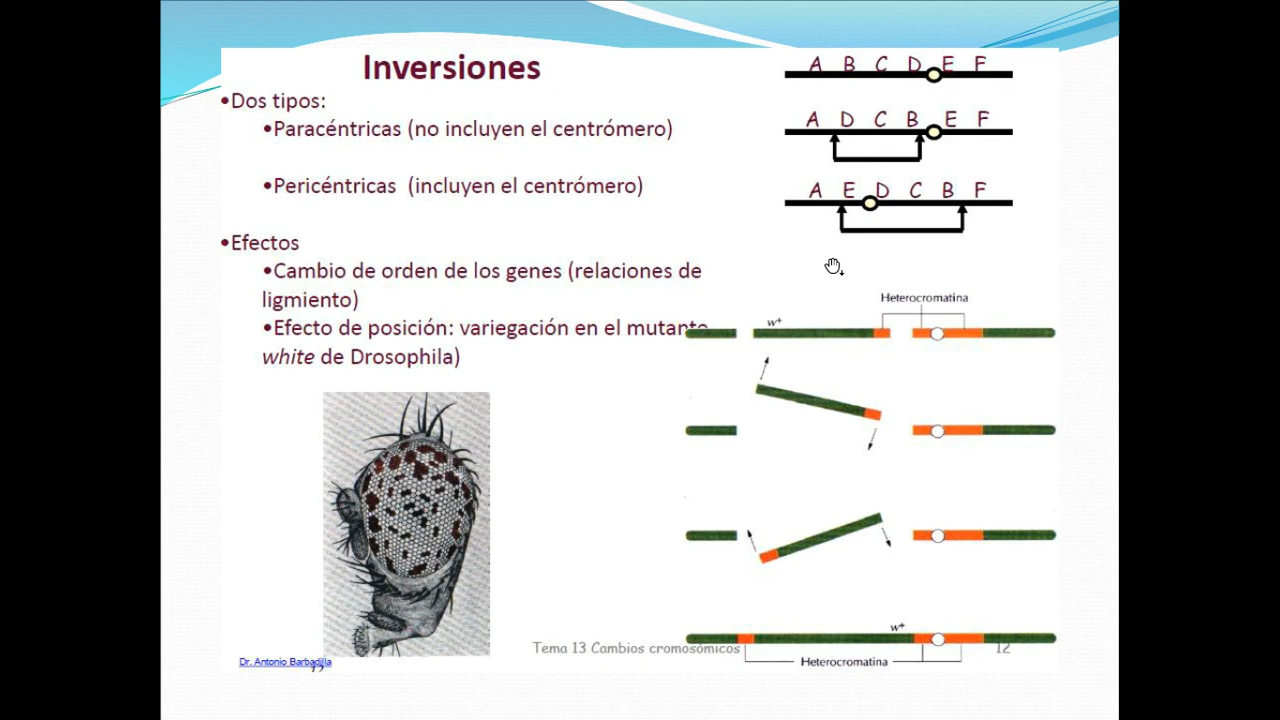 Inversiones
•Dos tipos:
•Paracéntricas (no incluyen el centrómero)
•Pericéntricas (incluyen el centrómero)
•Efectos
•Cambio de orden de los genes (relaciones de
ligmiento)
•Efecto de posición: variegación en el mutante
white de Drosophila)
A B C D E F
A D C B E F
A E D C B F
Heterocromatina
w+
w+
Heterocromatina
Tema 13 Cambios cromosómicos
12
Dr. Antonio Barbadilla